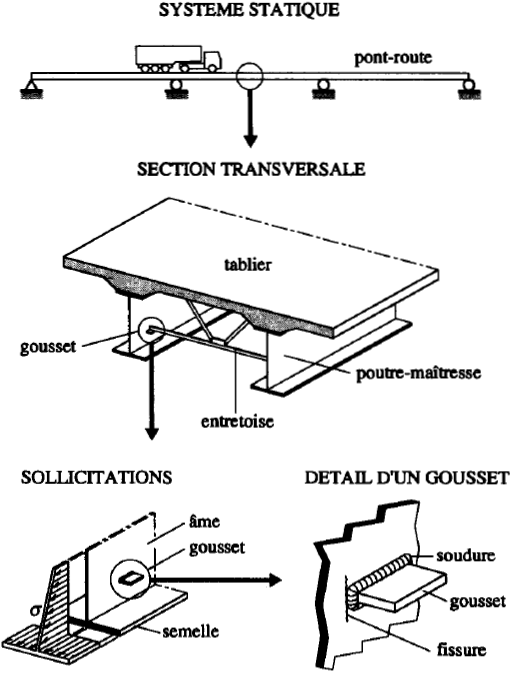 SYSTEME STATIQUE
pont-route
SECTION TRANSVERSALE
tablier
gousset
poutre-maîtresse
entretoise
SOLLICITATIONS
DETAIL D'UN GOUSSET
âme
gousset
σ
semelle
soudure
gousset
fissure